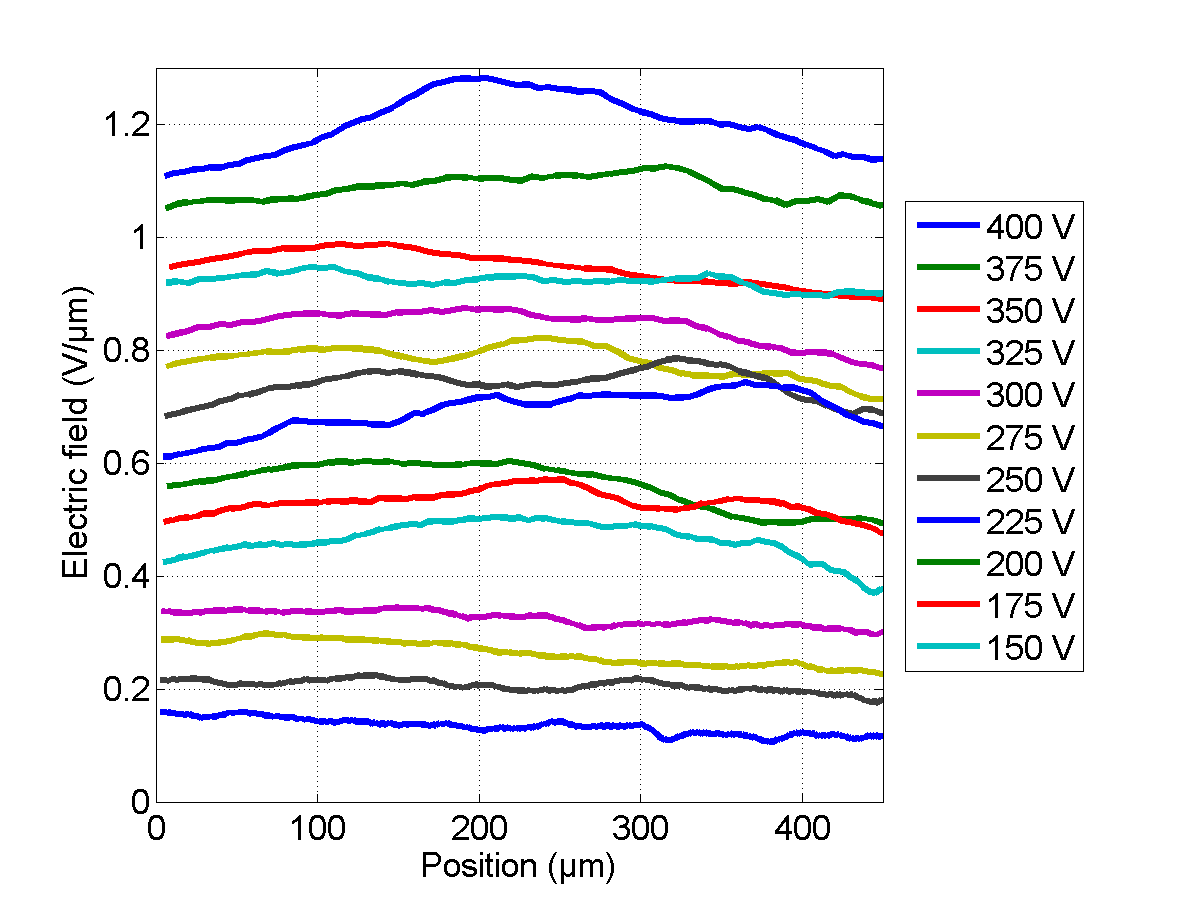 1.2
1
0.8
0.6
0.4
0.2
0
0
100
200
300
400
Electric field (V/µm)
Position (µm)
400 V
375 V
350 V
325 V
300 V
275 V
250 V
225 V
200 V
175 V
150 V